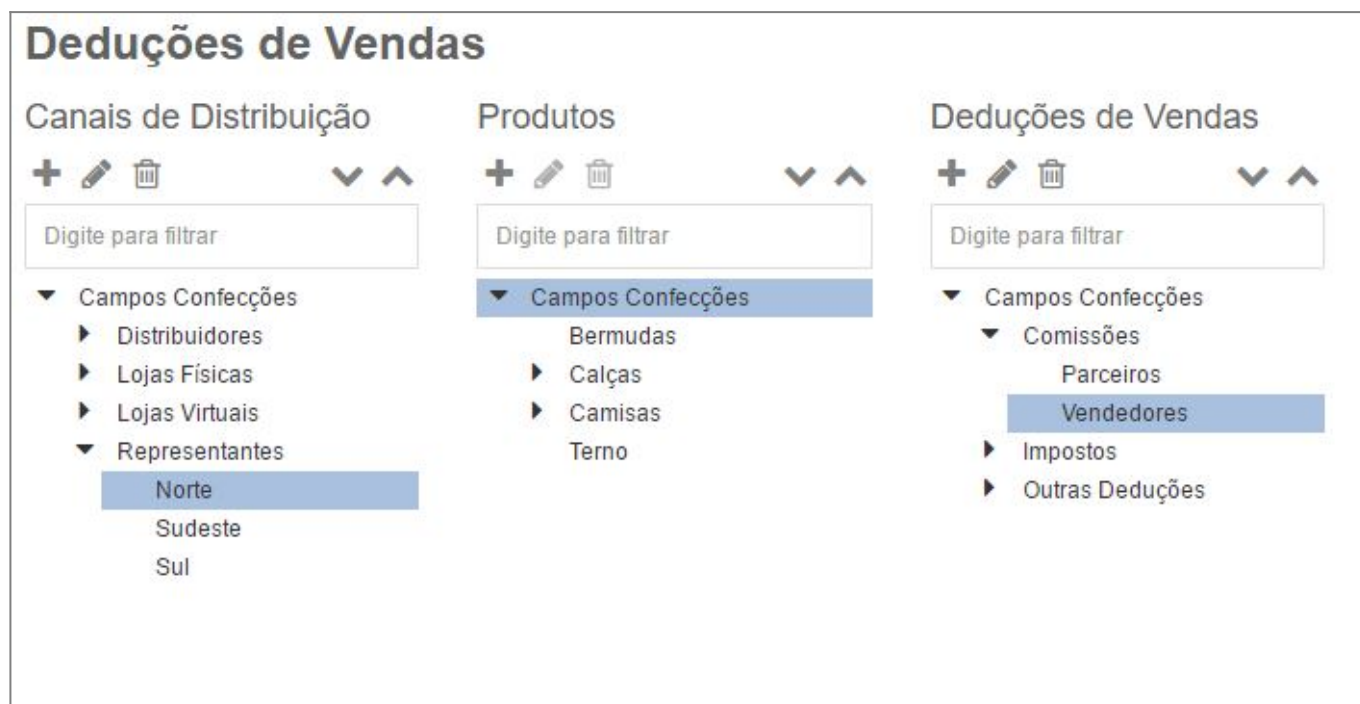 Deduções de Vendas
Canais de Distribuição
Digite para filtrar
Campos Confecções
Distribuidores
Lojas Físicas
Lojas Virtuais
Representantes
Norte
Sudeste
Sul
Produtos
Digite para filtrar
Campos Confecções
Bermudas
Calças
Camisas
Terno
Deduções de Vendas
Digite para filtrar
Campos Confecções
Comissões
Parceiros
Vendedores
Impostos
Outras Deduções